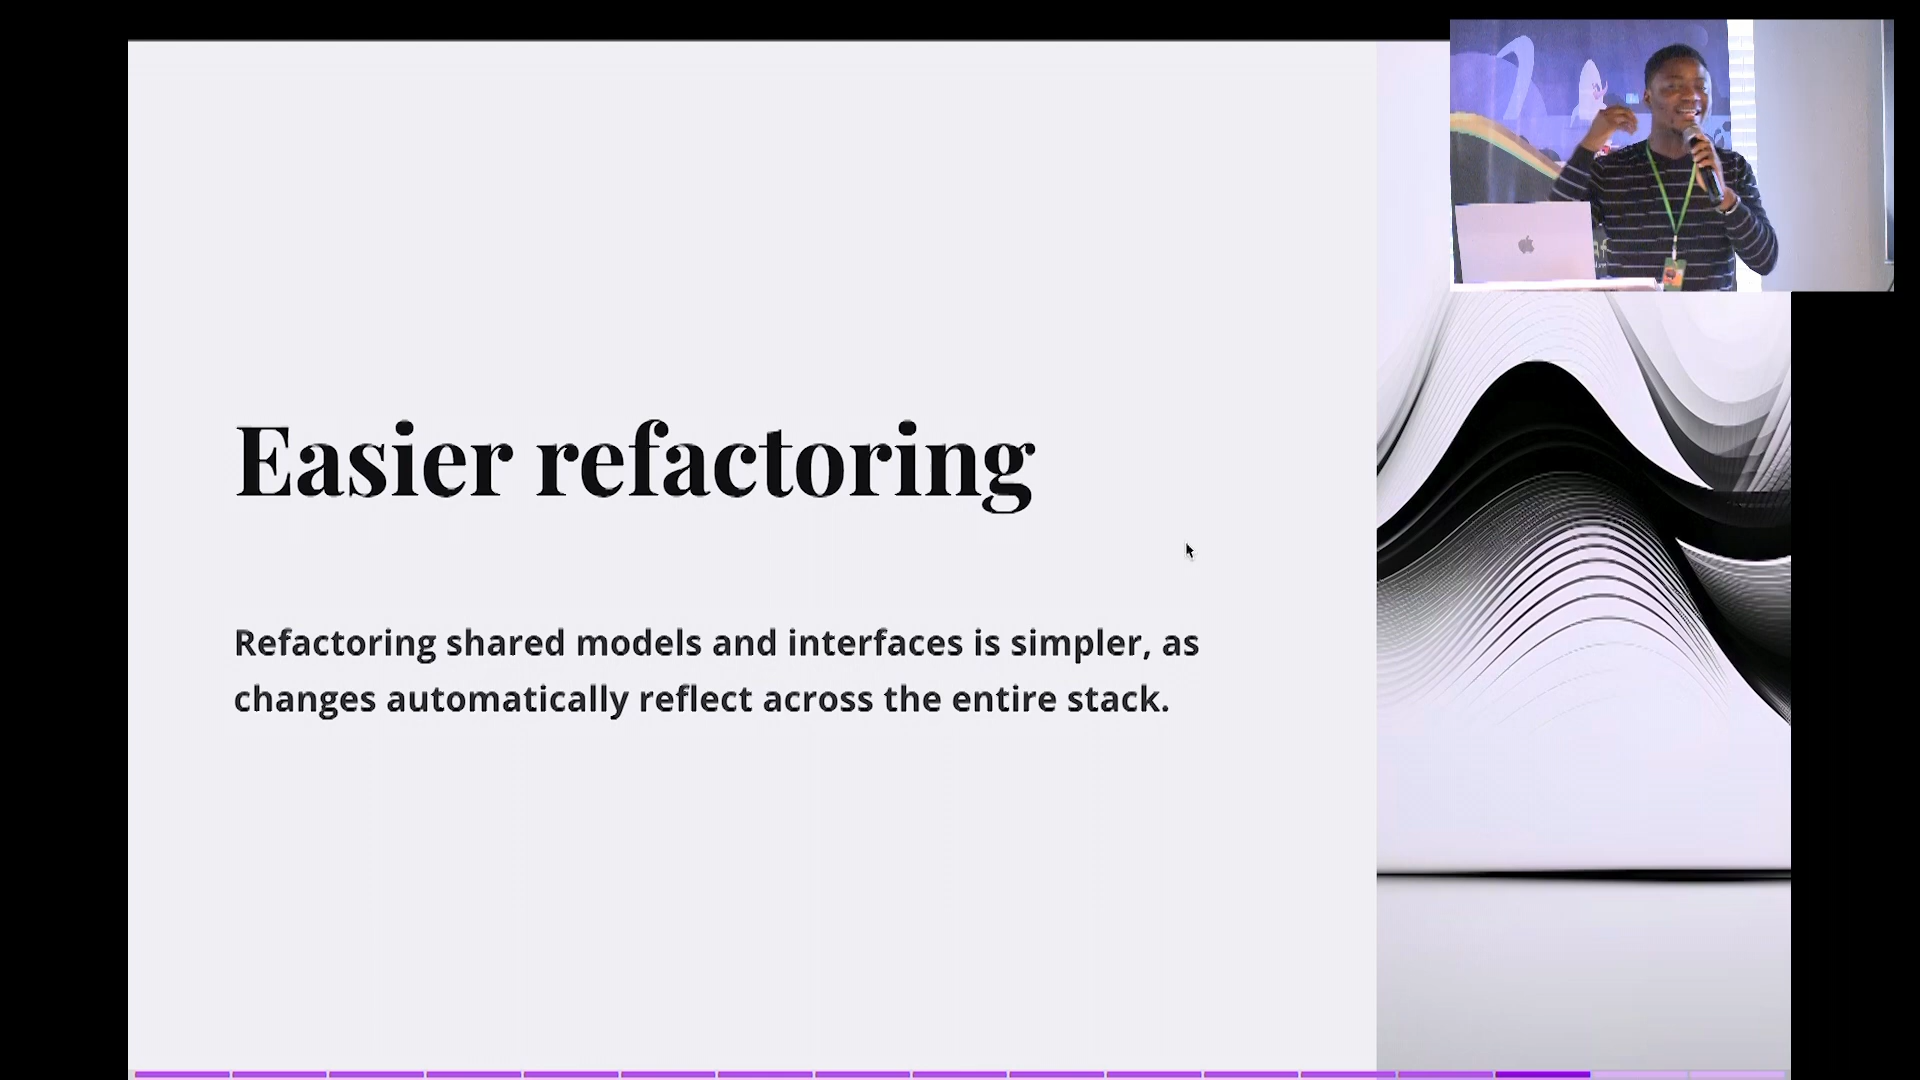 Easier refactoring
Refactoring shared models and interfaces is simpler, as
changes automatically reflect across the entire stack.